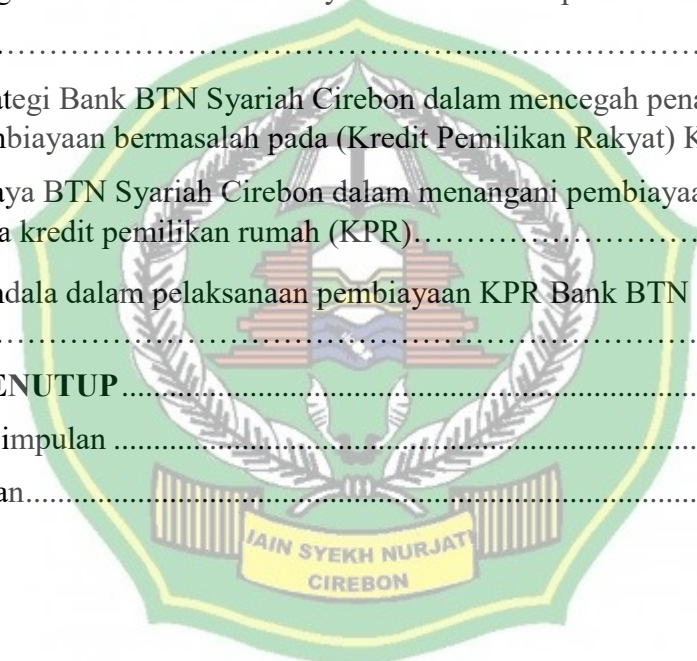 ategi Bank BTN Syariah Cirebon dalam mencegah pena
nbiayaan bermasalah pada (Kredit Pemilikan Rakyat) K
aya BTN Syariah Cirebon dalam menangani pembiayaa
a kredit pemilikan rumah (KPR)……………………
ndala dalam pelaksanaan pembiayaan KPR Bank BTN
ENUTUP
impulan
an
IAIN SYEKH NURJATI
CIREBON